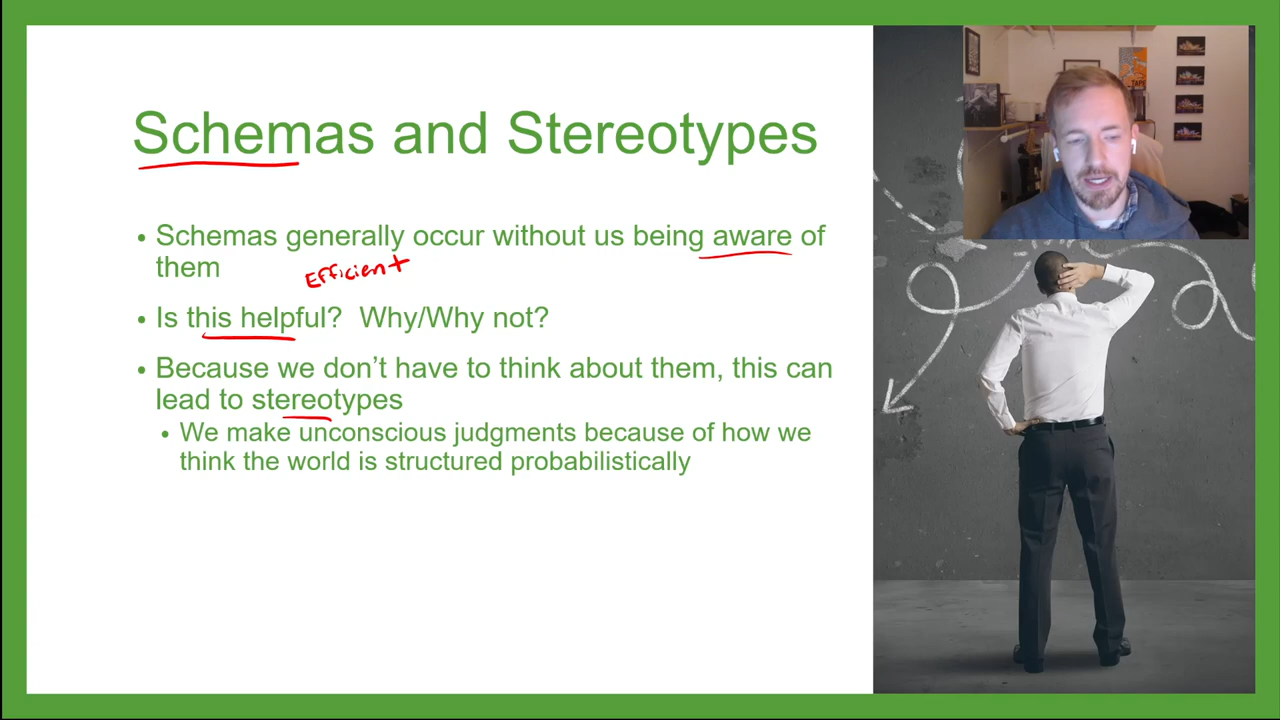 Schemas and Stereotypes
• Schemas generally occur without us being aware of
them
Efficient
• Is this helpful? Why/Why not?
• Because we don’t have to think about them, this can
lead to stereotypes
• We make unconscious judgments because of how we
think the world is structured probabilistically
TAPE